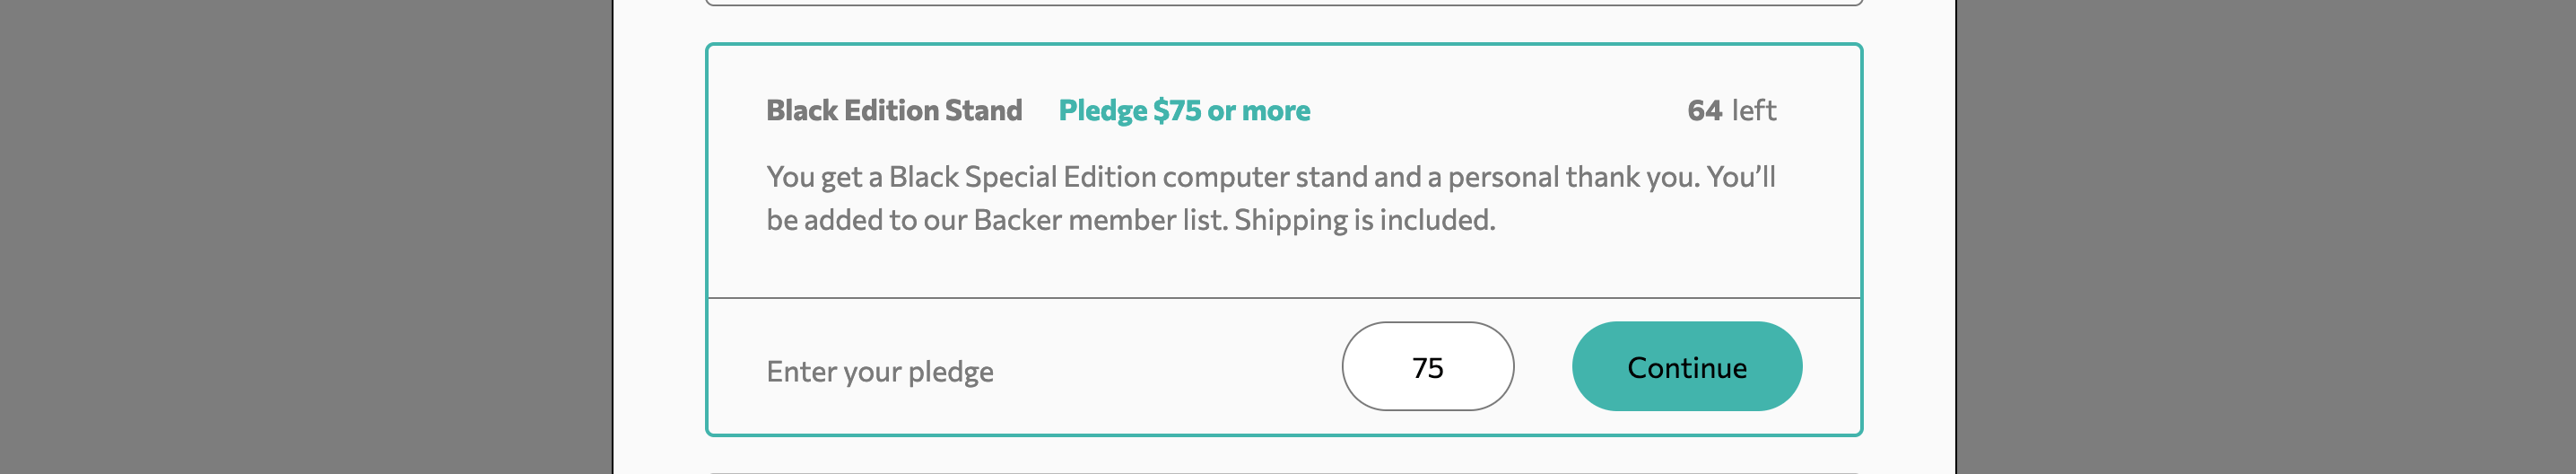 Black Edition Stand Pledge $75 or more 64 left
You get a Black Special Edition computer stand and a personal thank you. You’ll
be added to our Backer member list. Shipping is included.
Enter your pledge 75 Continue